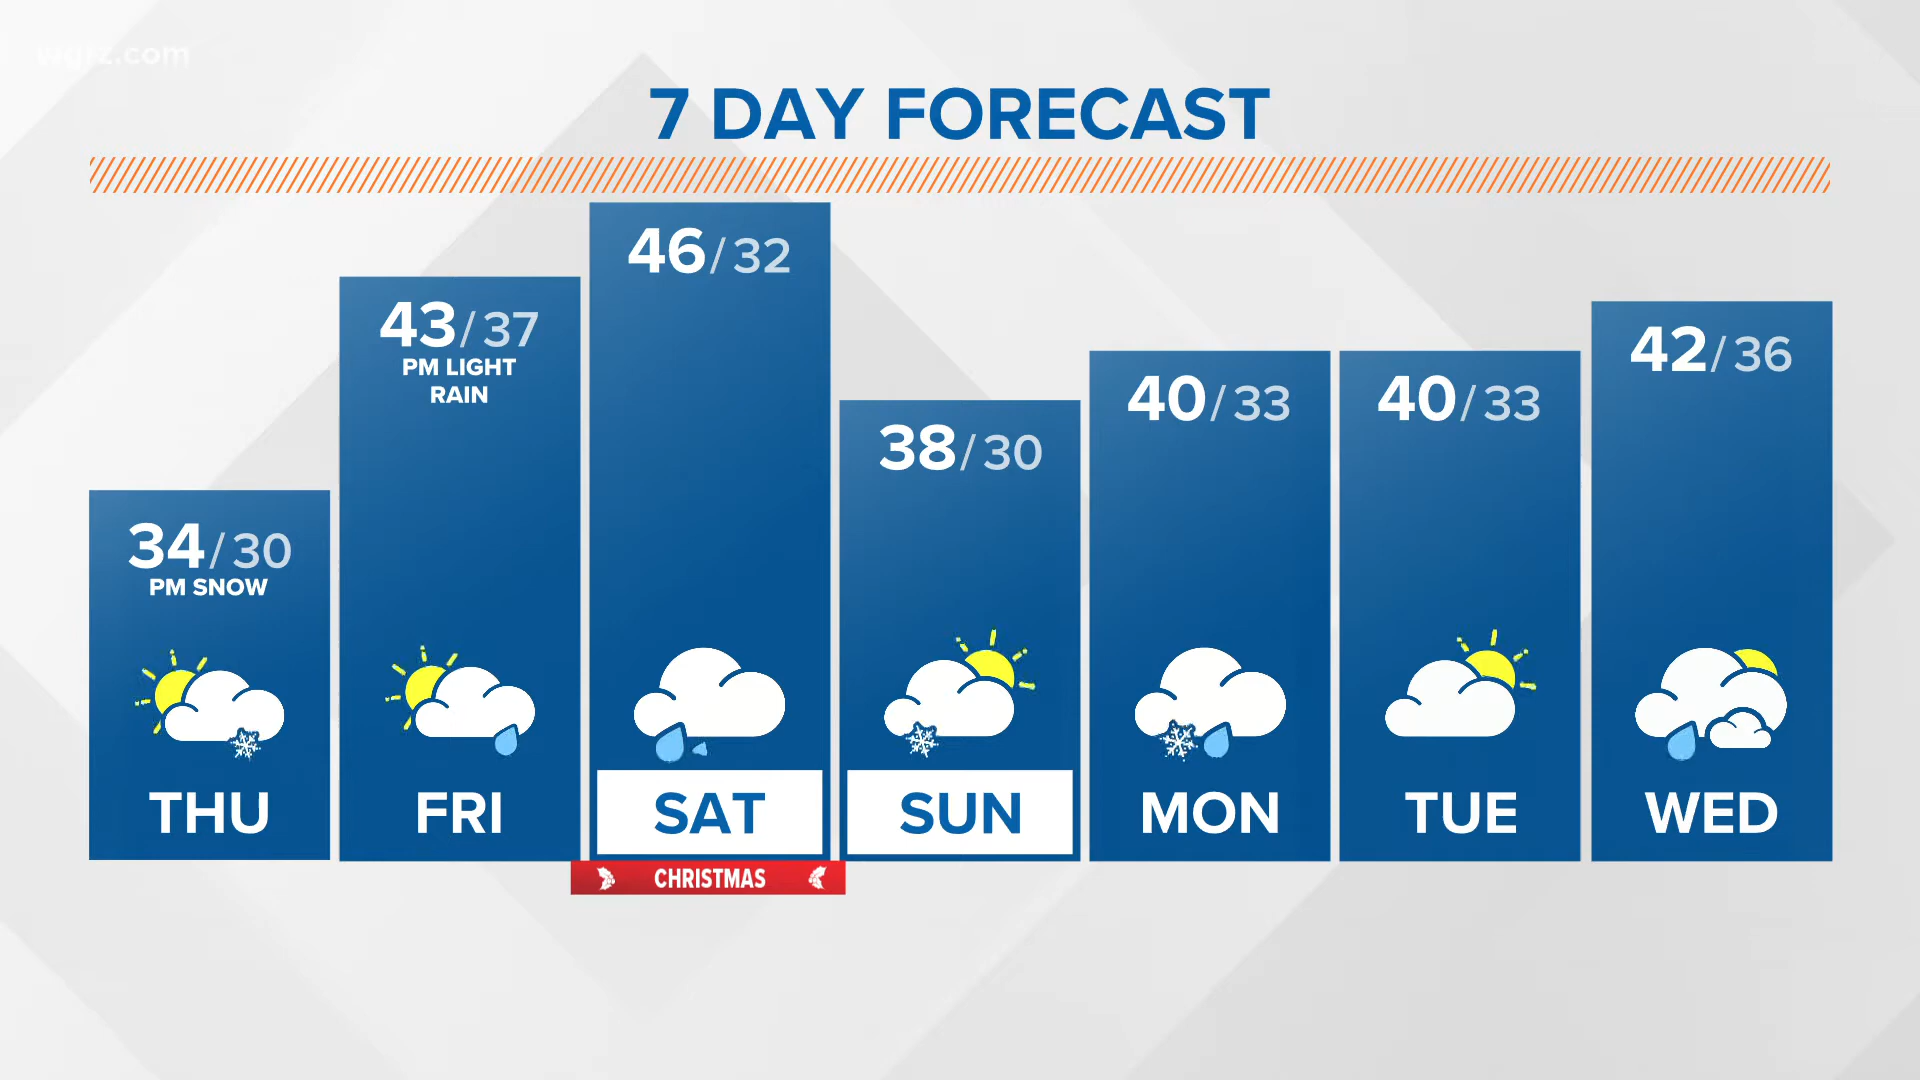 wgrz.com
7 DAY FORECAST
34/30
PM SNOW
THU
43/37
PM LIGHT
RAIN
FRI
46/32
SAT
CHRISTMAS
38/30
SUN
40/33
MON
40/33
TUE
42/36
WED